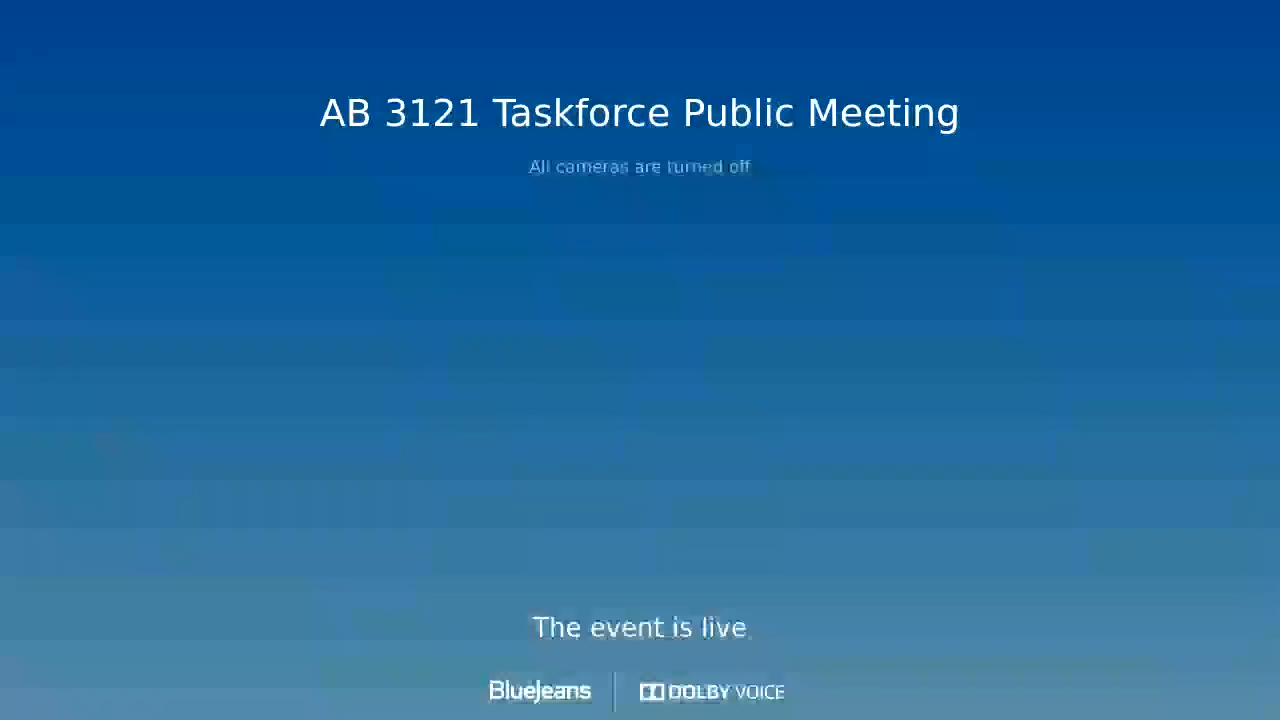 AB 3121 Taskforce Public Meeting
All cameras are turned off
The event is live
BlueJeans
DOLBY VOICE